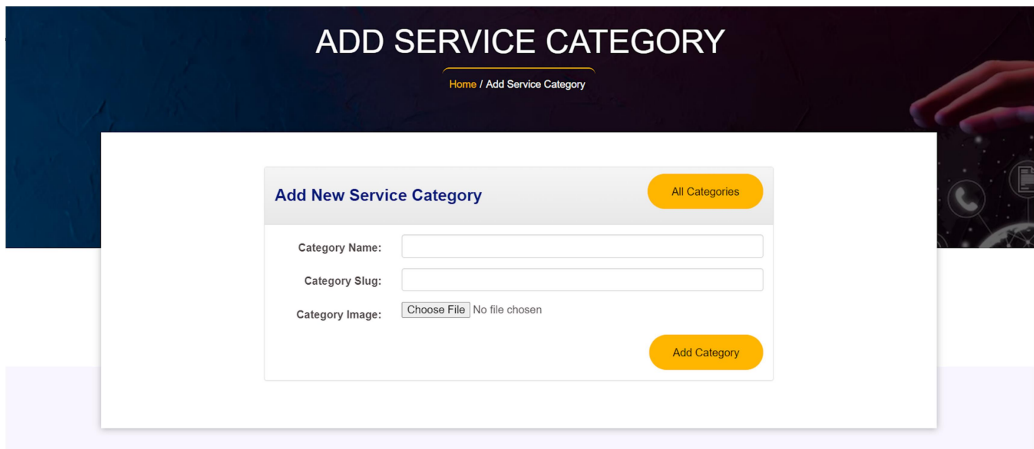 ADD SERVICE CATEGORY
Home / Add Service Category
Add New Service Category
All Categories
Category Name:
Category Slug:
Category Image:
Choose File No file chosen
Add Category